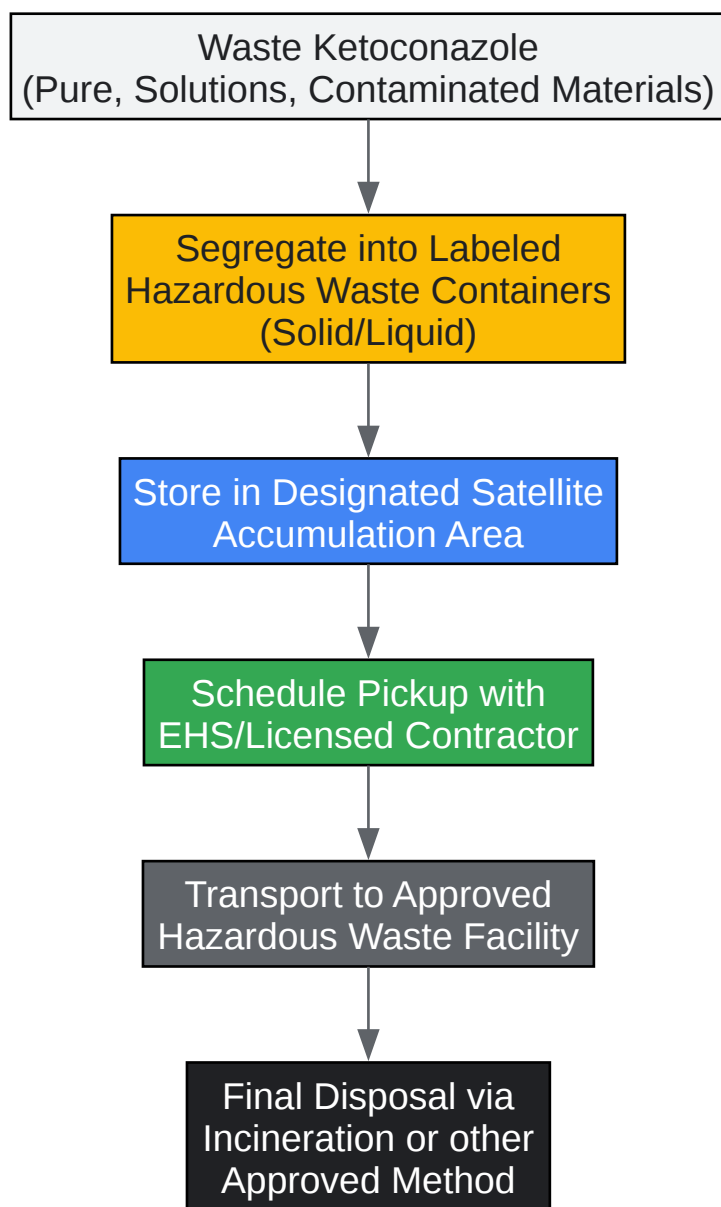 Waste Ketoconazole
(Pure, Solutions, Contaminated Materials)
Segregate into Labeled
Hazardous Waste Containers
(Solid/Liquid)
Store in Designated Satellite
Accumulation Area
Schedule Pickup with
EHS/Licensed Contractor
Transport to Approved
Hazardous Waste Facility
Final Disposal via
Incineration or other
Approved Method